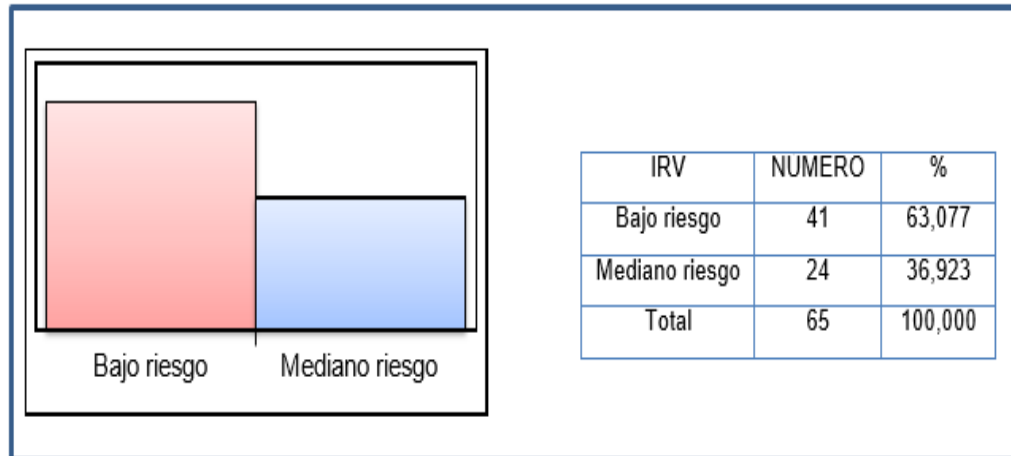 Bajo riesgo Mediano riesgo
IRV NUMERO %
Bajo riesgo 41 63,077
Mediano riesgo 24 36,923
Total 65 100,000